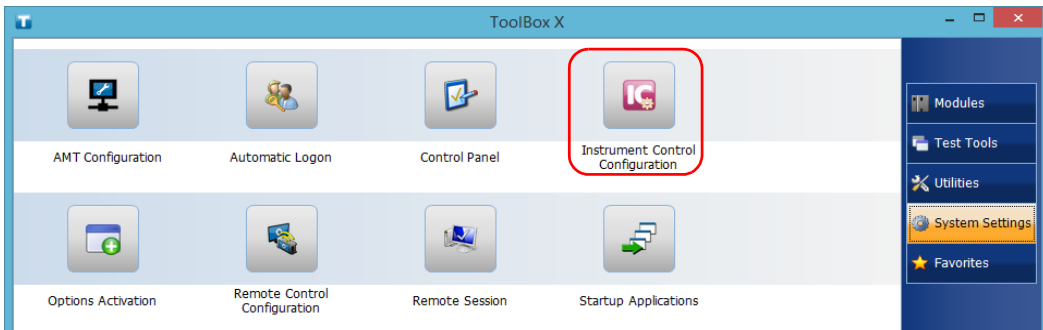 ToolBox X
AMT Configuration
Automatic Logon
Control Panel
Instrument Control
Configuration
Options Activation
Remote Control
Configuration
Remote Session
Startup Applications
Modules
Test Tools
Utilities
System Settings
Favorites